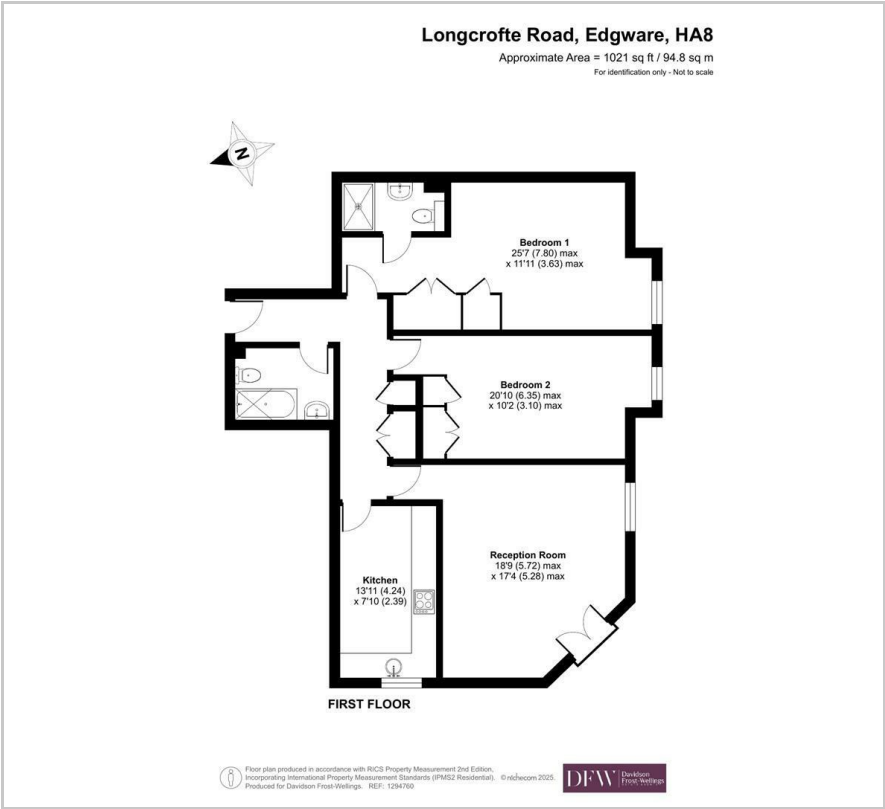 Longcrofte Road, Edgware, HA8
Approximate Area = 1021 sq ft / 94.8 sq m
For identification only - Not to scale
N
Bedroom 1
25'7 (7.80) max
x 11'11 (3.63) max
Bedroom 2
20'10 (6.35) max
x 10'2 (3.10) max
Reception Room
18'9 (5.72) max
x 17'4 (5.28) max
Kitchen
13'11 (4.24)
x 7'10 (2.39)
FIRST FLOOR
Floor plan produced in accordance with RICS Property Measurement 2nd Edition,
Incorporating International Property Measurement Standards (IPMS2 Residential). © nichecom 2025.
Produced for Davidson Frost-Wellings. REF: 1294760
DFW
Davidson
Frost-Wellings